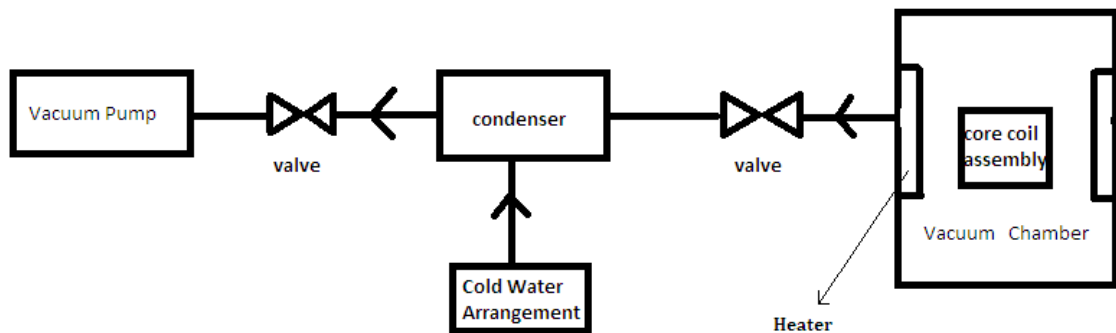 Vacuum Pump
valve
condenser
valve
core coil
assembly
Vacuum Chamber
Cold Water
Arrangement
Heater